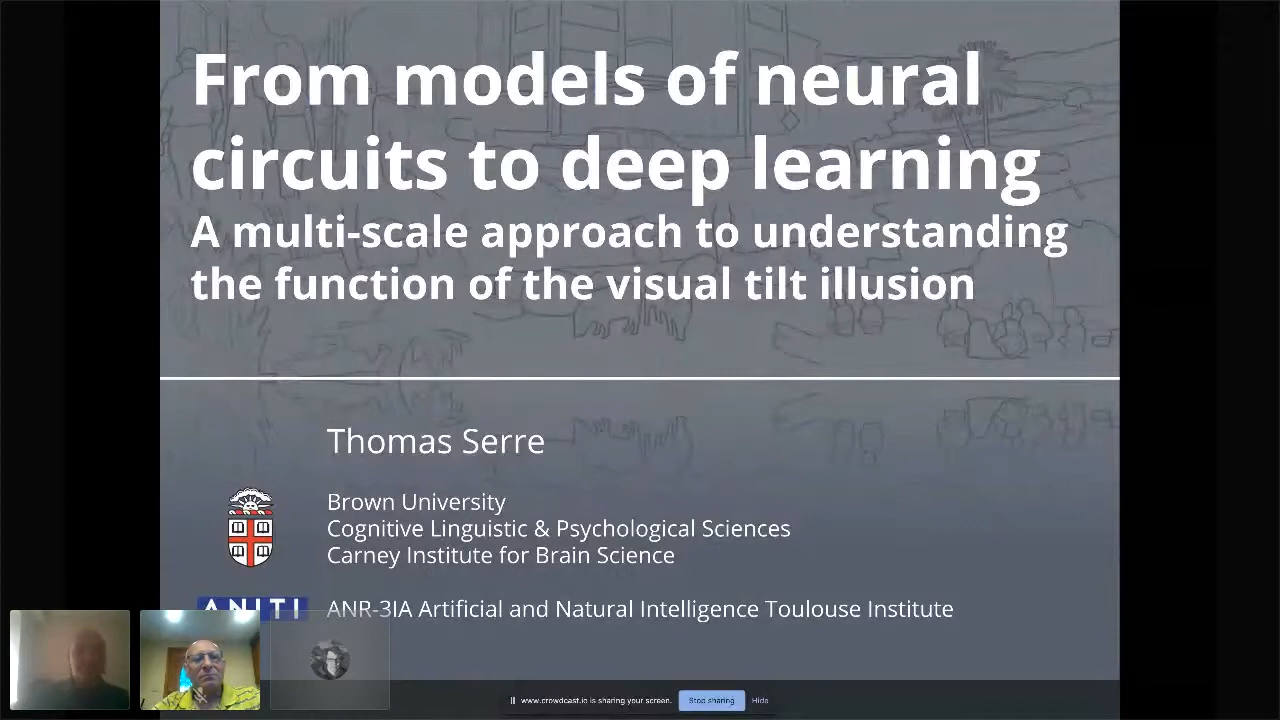 From models of neural
circuits to deep learning
A multi-scale approach to understanding
the function of the visual tilt illusion
Thomas Serre
Brown University
Cognitive Linguistic & Psychological Sciences
Carney Institute for Brain Science
ANITI
ANR-3IA Artificial and Natural Intelligence Toulouse Institute
www.crowdcast.io is sharing your screen.
Stop sharing
Hide